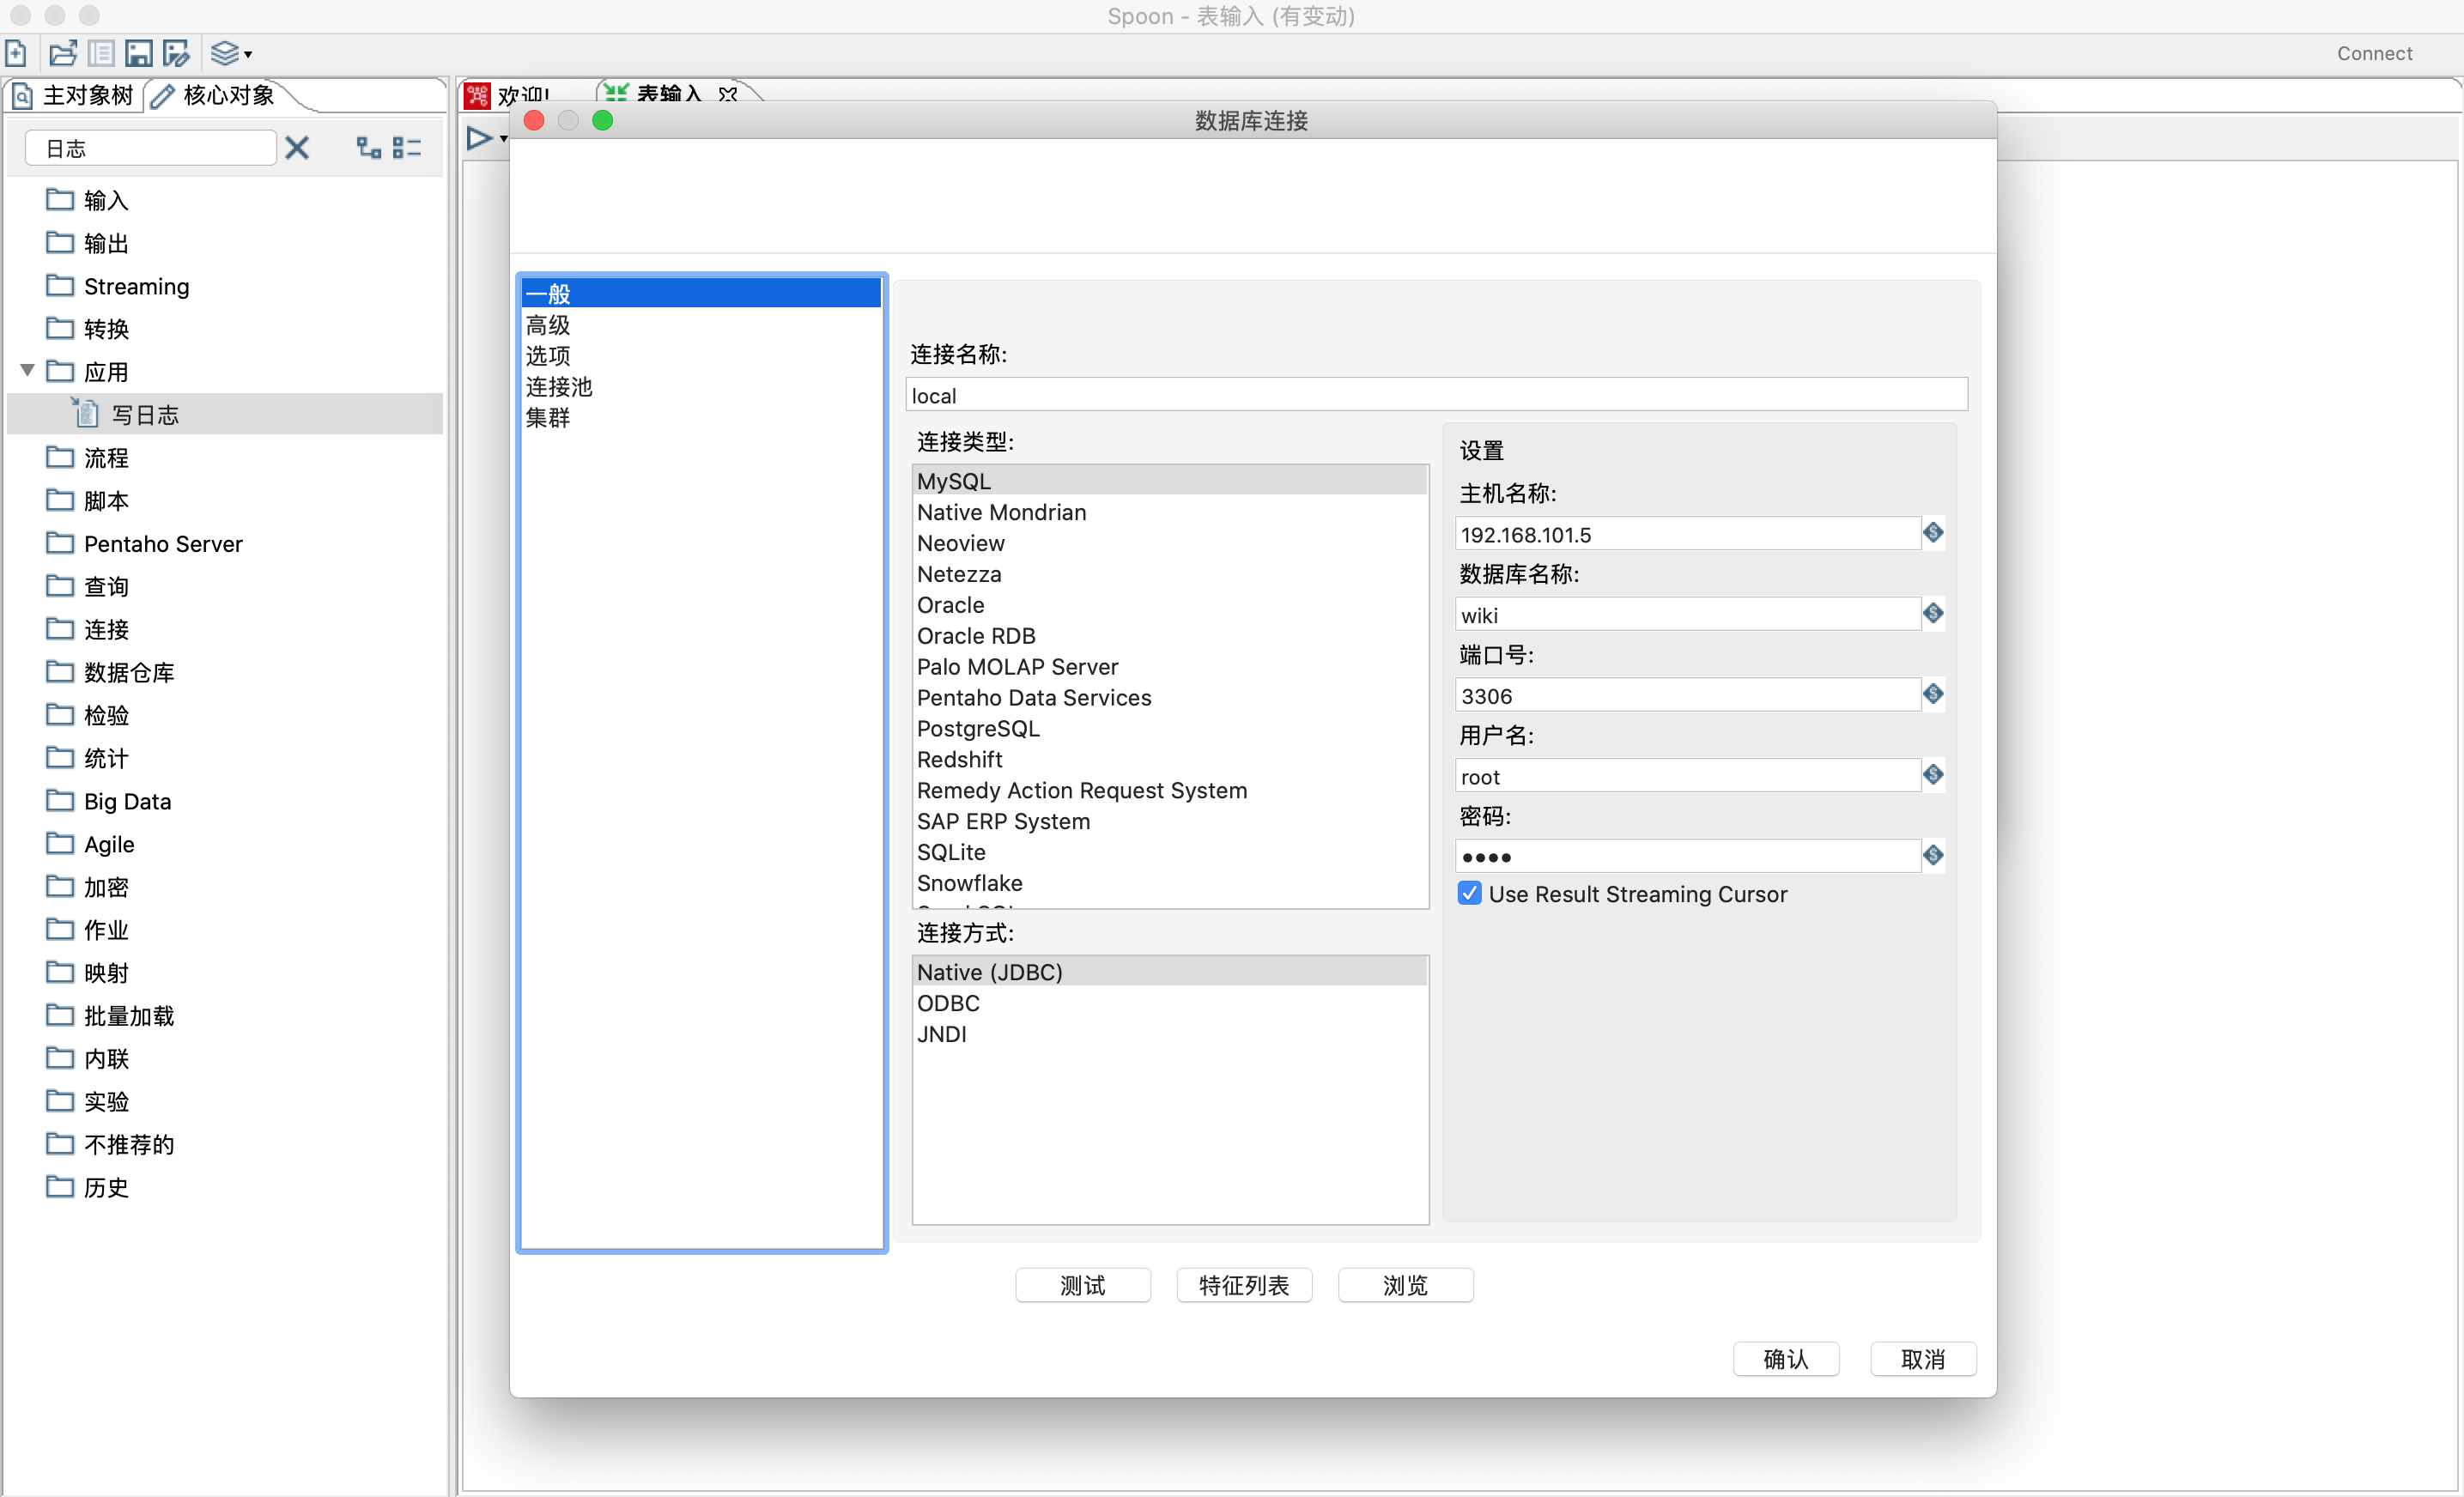 Spoon - 表输入 (有变动)
Connect
主对象树
核心对象
日志
输入
输出
Streaming
转换
应用
写日志
流程
脚本
Pentaho Server
查询
连接
数据仓库
检验
统计
Big Data
Agile
加密
作业
映射
批量加载
内联
实验
不推荐的
历史
欢迎!
表输入
数据库连接
一般
高级
选项
连接池
集群
连接名称:
local
连接类型:
MySQL
Native Mondrian
Neoview
Netezza
Oracle
Oracle RDB
Palo MOLAP Server
Pentaho Data Services
PostgreSQL
Redshift
Remedy Action Request System
SAP ERP System
SQLite
Snowflake
连接方式:
Native (JDBC)
ODBC
JNDI
设置
主机名称:
192.168.101.5
数据库名称:
wiki
端口号:
3306
用户名:
root
密码:
●●●●
Use Result Streaming Cursor
测试
特征列表
浏览
确认
取消